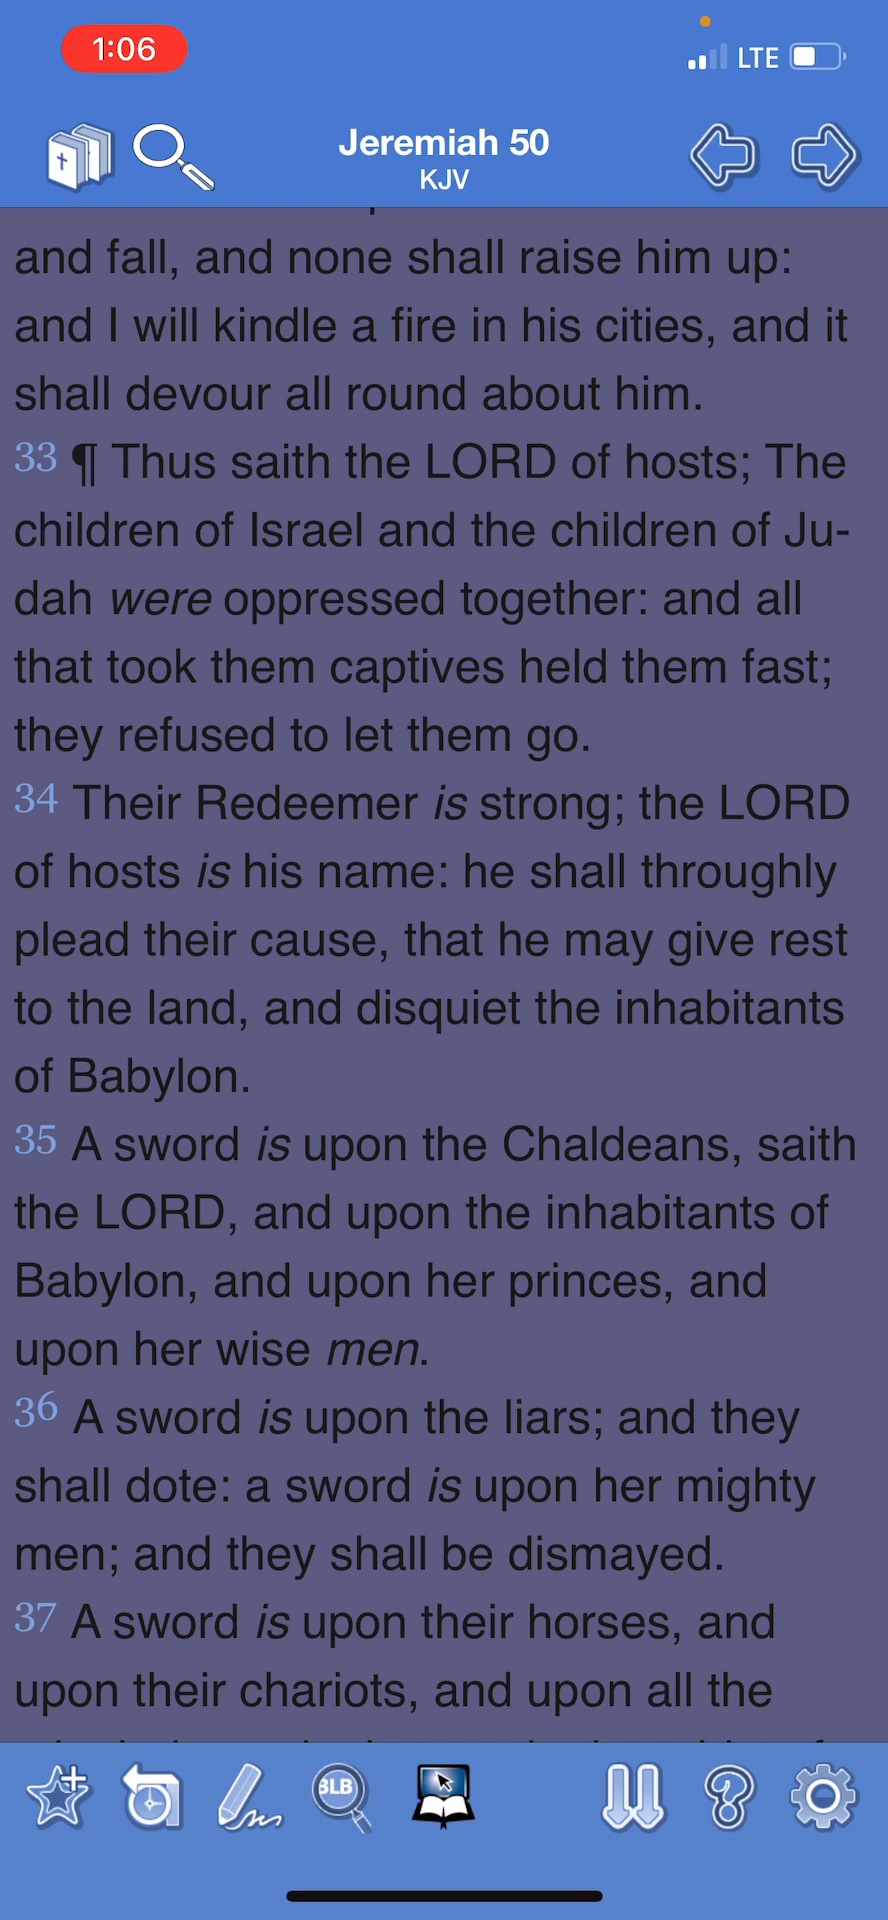 1:06
LTE
Jeremiah 50
KJV
and fall, and none shall raise him up:
and I will kindle a fire in his cities, and it
shall devour all round about him.
33 ¶ Thus saith the LORD of hosts; The
children of Israel and the children of Ju-
dah were oppressed together: and all
that took them captives held them fast;
they refused to let them go.
34 Their Redeemer is strong; the LORD
of hosts is his name: he shall throughly
plead their cause, that he may give rest
to the land, and disquiet the inhabitants
of Babylon.
35 A sword is upon the Chaldeans, saith
the LORD, and upon the inhabitants of
Babylon, and upon her princes, and
upon her wise men.
36 A sword is upon the liars; and they
shall dote: a sword is upon her mighty
men; and they shall be dismayed.
37 A sword is upon their horses, and
upon their chariots, and upon all the
BLB